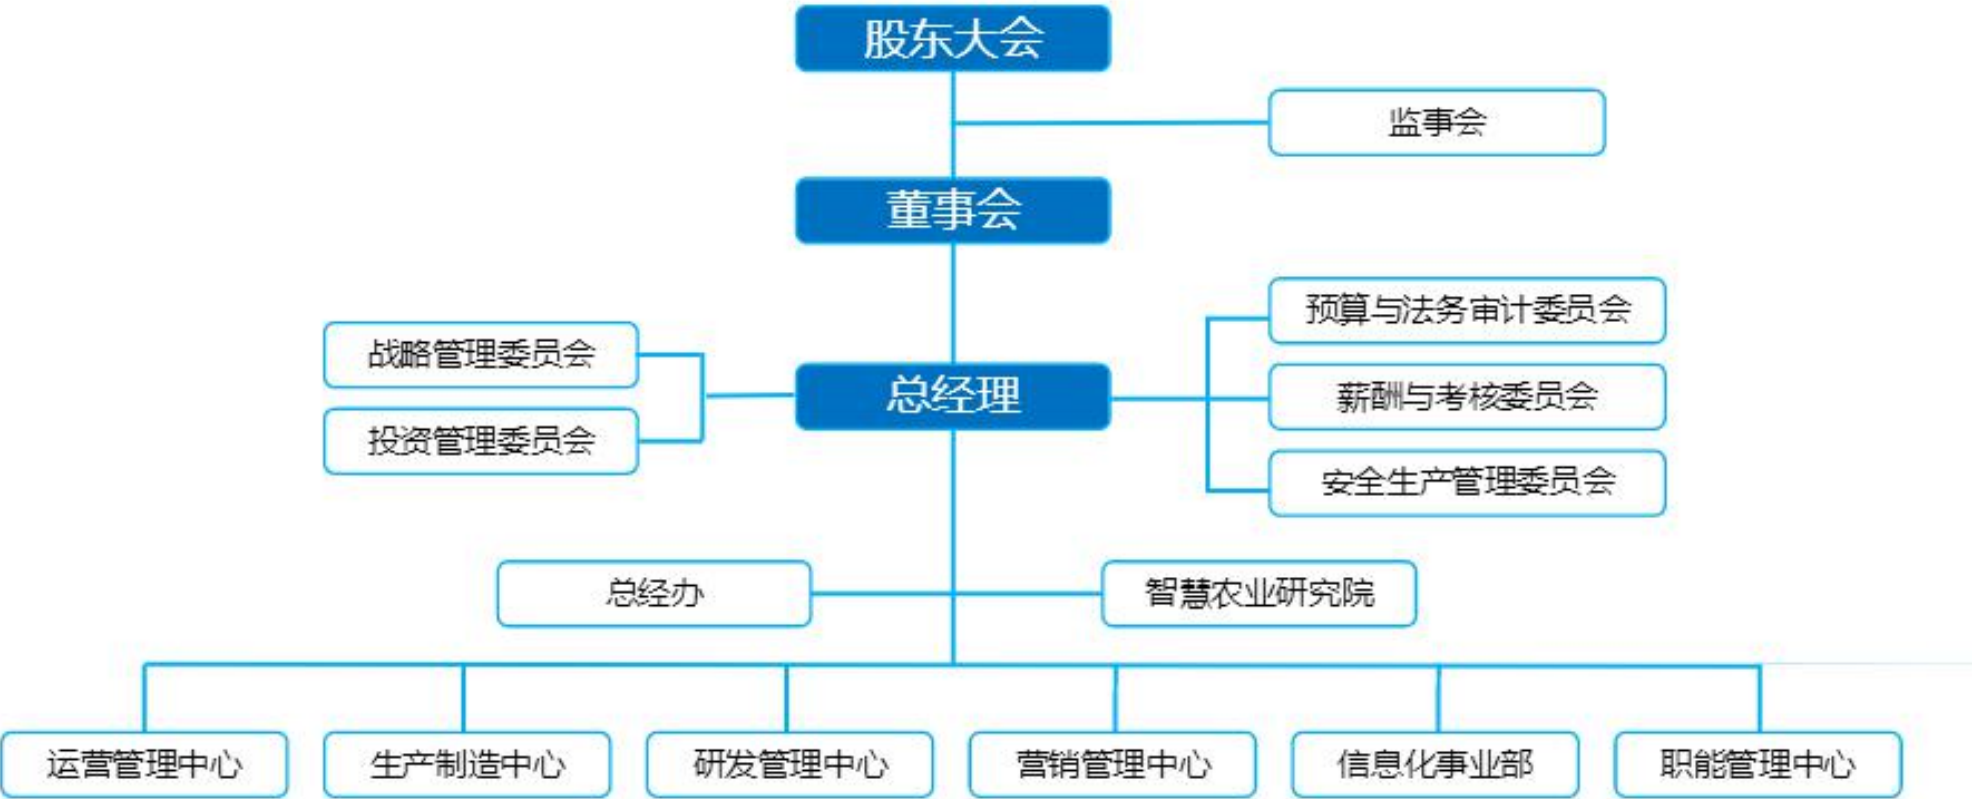 股东大会
监事会
董事会
预算与法务审计委员会
战略管理委员会
总经理
薪酬与考核委员会
投资管理委员会
安全生产管理委员会
总经办
智慧农业研究院
运营管理中心
生产制造中心
研发管理中心
营销管理中心
信息化事业部
职能管理中心